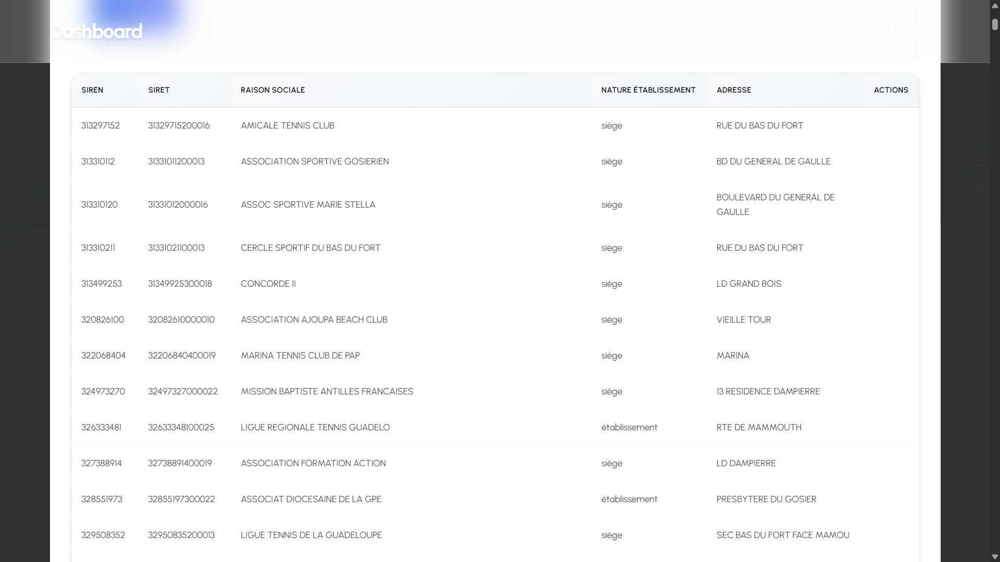 Dashboard Analyses Journal de bord Roadmap À propos
SIREN SIRET RAISON SOCIALE NATURE ÉTABLISSEMENT ADRESSE ACTIONS
313297152 31329715200016 AMICALE TENNIS CLUB siège RUE DU BAS DU FORT
313310112 31331011200013 ASSOCIATION SPORTIVE GOSIERIEN siège BD DU GENERAL DE GAULLE
313310120 31331012000016 ASSOC SPORTIVE MARIE STELLA siège BOULEVARD DU GENERAL DE
GAULLE
313310211 31331021100013 CERCLE SPORTIF DU BAS DU FORT siège RUE DU BAS DU FORT
313499253 31349925300018 CONCORDE II siège LD GRAND BOIS
320826100 32082610000010 ASSOCIATION AJOUPA BEACH CLUB siège VIEILLE TOUR
322068404 32206840400019 MARINA TENNIS CLUB DE PAP siège MARINA
324973270 32497327000022 MISSION BAPTISTE ANTILLES FRANCAISES siège 13 RESIDENCE DAMPIERRE
326333481 32633348100025 LIGUE REGIONALE TENNIS GUADELO établissement RTE DE MAMMOUTH
327388914 32738891400019 ASSOCIATION FORMATION ACTION siège LD DAMPIERRE
328551973 32855197300022 ASSOCIAT DIOCESAINE DE LA GPE établissement PRESBYTERE DU GOSIER
329508352 32950835200013 LIGUE TENNIS DE LA GUADELOUPE siège SEC BAS DU FORT FACE MAMOU